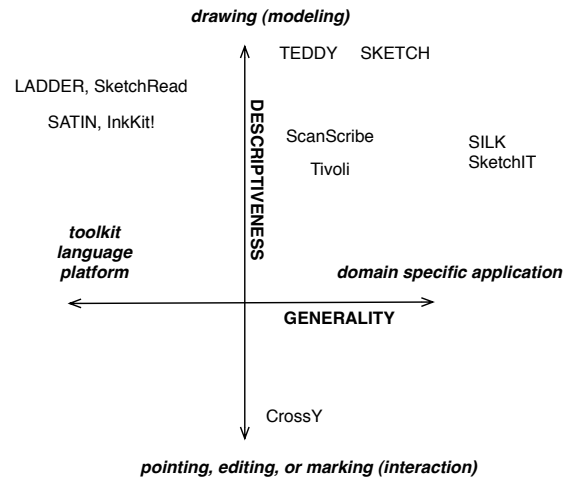 drawing (modeling)
TEDDY SKETCH
LADDER, SketchRead
SATIN, InkKit!
DESCRIPTIVENESS
ScanScribe
Tivoli
SILK
SketchIT
toolkit
language
platform
domain specific application
GENERALITY
CrossY
pointing, editing, or marking (interaction)